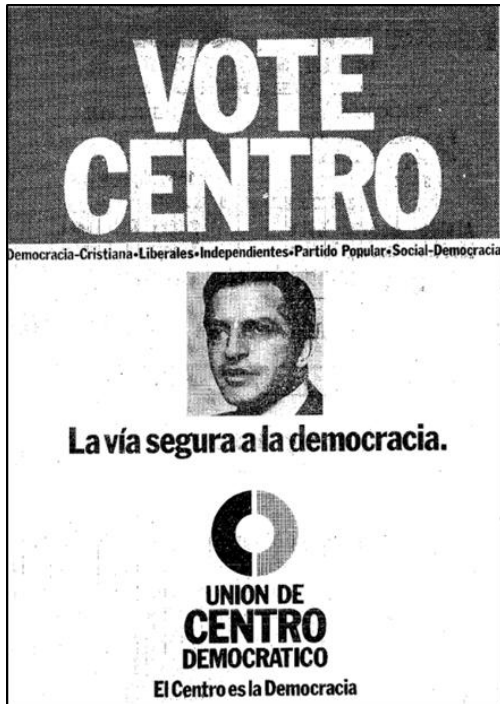 VOTE
CENTRO
Democracia-Cristiana•Liberales•Independientes•Partido Popular•Social-Democracia
La vía segura a la democracia.
UNION DE
CENTRO
DEMOCRATICO
El Centro es la Democracia